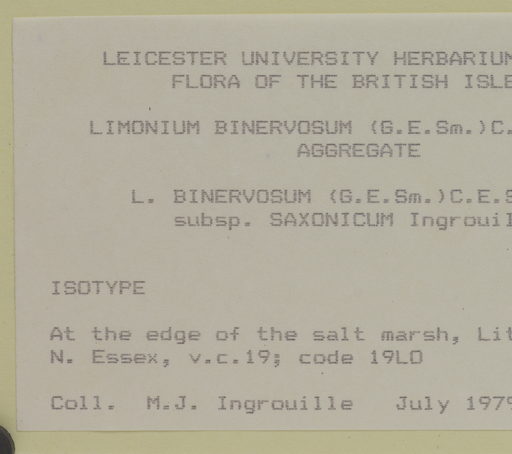 LEICESTER UNIVERSITY HERBARIUM
FLORA OF THE BRITISH ISLE
LIMONIUM BINERVOSUM (G.E.Sm.)C.
AGGREGATE
L. BINERVOSUM (G.E.Sm.)C.E.S
subsp. SAXONICUM Ingrouil
ISOTYPE
At the edge of the salt marsh, Lit
N. Essex, v.c.19; code 19LO
Coll. M.J. Ingrouille July 1979